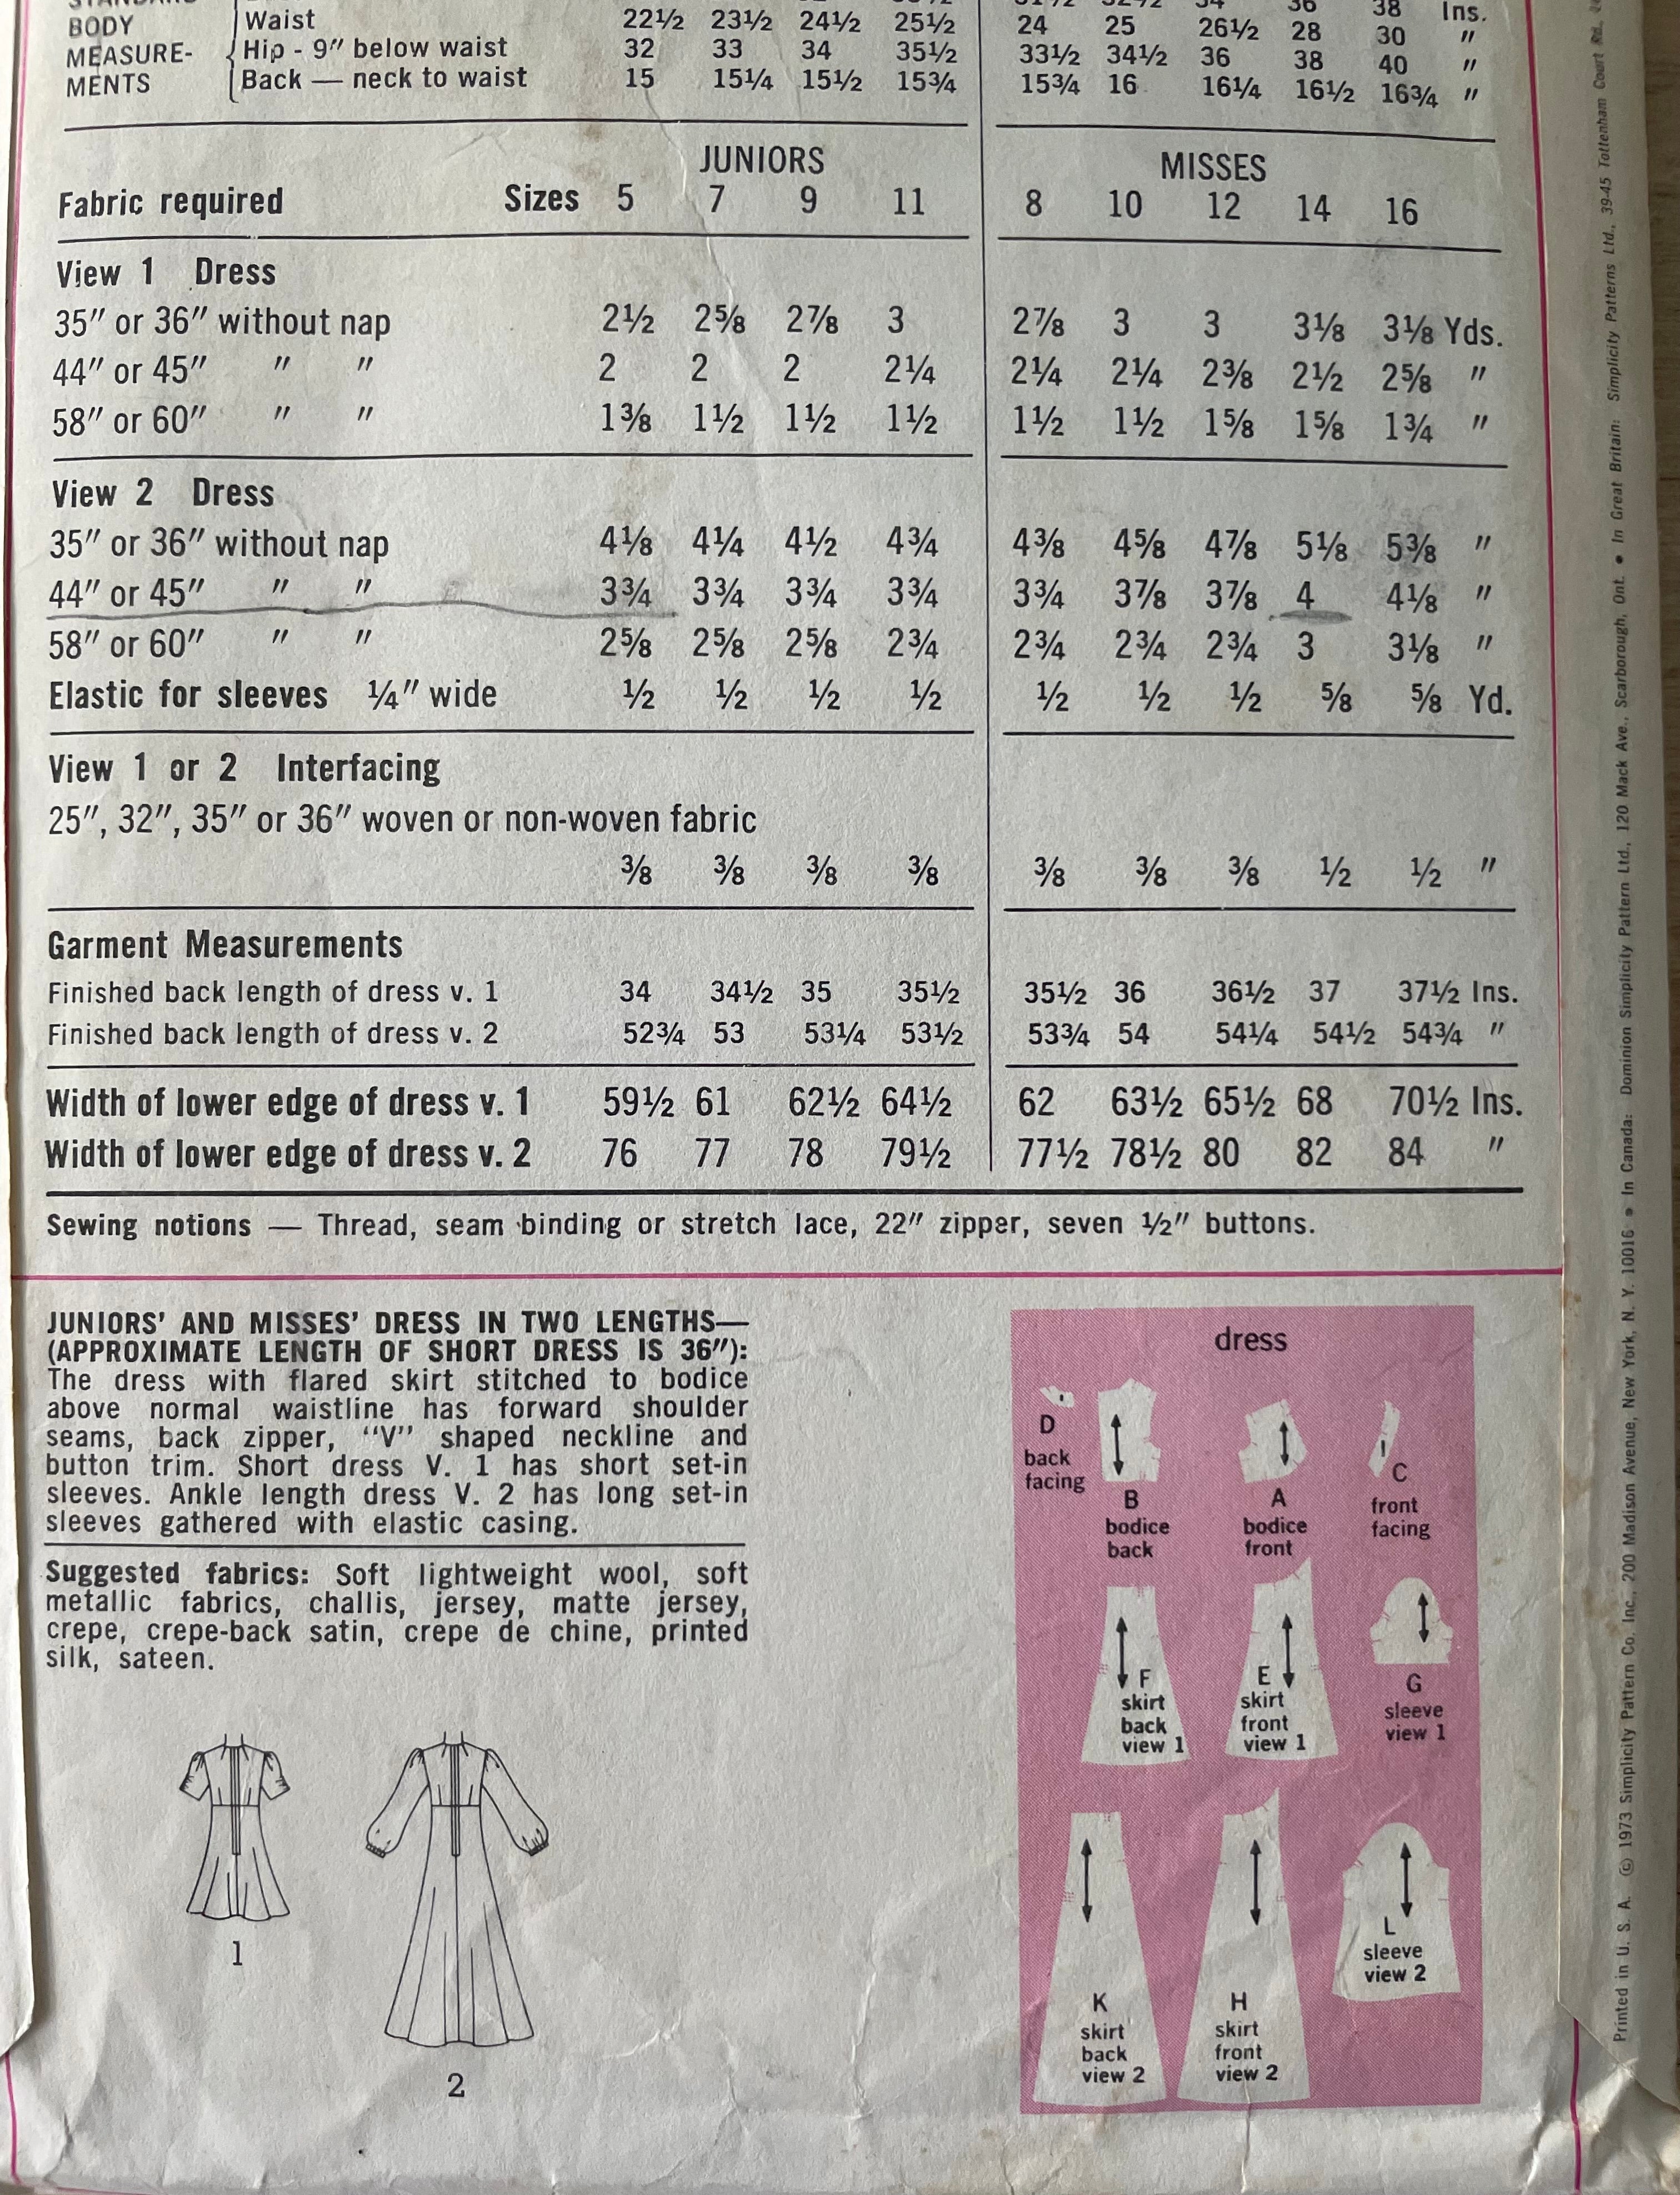 BODY Waist 22½ 23½ 24½ 25½ 24 25 26½ 28 30 "
MEASURE- Hip - 9" below waist 32 33 34 35½ 33½ 34½ 36 38 40 "
MENTS Back — neck to waist 15 15¼ 15½ 15¾ 15¾ 16 16¼ 16½ 16¾ "
JUNIORS MISSES
Fabric required Sizes 5 7 9 11 8 10 12 14 16
View 1 Dress
35" or 36" without nap 2½ 2⅝ 2⅞ 3 2⅞ 3 3 3⅛ 3⅛ Yds.
44" or 45" " " 2 2 2 2¼ 2¼ 2¼ 2⅜ 2½ 2⅝ "
58" or 60" " " 1⅜ 1½ 1½ 1½ 1½ 1½ 1⅝ 1⅝ 1¾ "
View 2 Dress
35" or 36" without nap 4⅛ 4¼ 4½ 4¾ 4⅜ 4⅝ 4⅞ 5⅛ 5⅜ "
44" or 45" " " 3¾ 3¾ 3¾ 3¾ 3¾ 3⅞ 3⅞ 4 4⅛ "
58" or 60" " " 2⅝ 2⅝ 2⅝ 2¾ 2¾ 2¾ 2¾ 3 3⅛ "
Elastic for sleeves ¼" wide ½ ½ ½ ½ ½ ½ ½ ⅝ ⅝ Yd.
View 1 or 2 Interfacing
25", 32", 35" or 36" woven or non-woven fabric
⅜ ⅜ ⅜ ⅜ ⅜ ⅜ ⅜ ½ ½ "
Garment Measurements
Finished back length of dress v. 1 34 34½ 35 35½ 35½ 36 36½ 37 37½ Ins.
Finished back length of dress v. 2 52¾ 53 53¼ 53½ 53¾ 54 54¼ 54½ 54¾ "
Width of lower edge of dress v. 1 59½ 61 62½ 64½ 62 63½ 65½ 68 70½ Ins.
Width of lower edge of dress v. 2 76 77 78 79½ 77½ 78½ 80 82 84 "
Sewing notions — Thread, seam binding or stretch lace, 22" zipper, seven ½" buttons.
JUNIORS' AND MISSES' DRESS IN TWO LENGTHS—
(APPROXIMATE LENGTH OF SHORT DRESS IS 36"):
The dress with flared skirt stitched to bodice
above normal waistline has forward shoulder
seams, back zipper, "V" shaped neckline and
button trim. Short dress V. 1 has short set-in
sleeves. Ankle length dress V. 2 has long set-in
sleeves gathered with elastic casing.
Suggested fabrics: Soft lightweight wool, soft
metallic fabrics, challis, jersey, matte jersey,
crepe, crepe-back satin, crepe de chine, printed
silk, sateen.
1
2
dress
D
back
facing
B
bodice
back
A
bodice
front
C
front
facing
F
skirt
back
view 1
E
skirt
front
view 1
G
sleeve
view 1
K
skirt
back
view 2
H
skirt
front
view 2
L
sleeve
view 2
Printed in U. S. A. © 1973 Simplicity Pattern Co. Inc., 200 Madison Avenue, New York, N. Y. 10016 • In Canada: Dominion Simplicity Pattern Ltd., 120 Mack Ave., Scarborough, Ont. • In Great Britain: Simplicity Patterns Ltd., 39-45 Tottenham Court Rd.